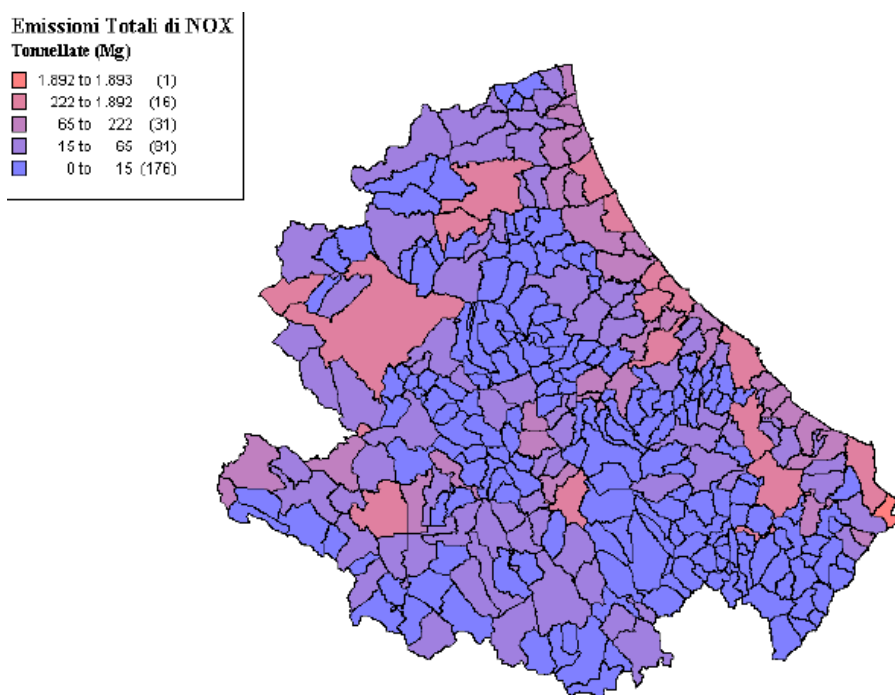 Emissioni Totali di NOX
Tonnellate (Mg)
1.892 to 1.893 (1)
222 to 1.892 (16)
65 to 222 (31)
15 to 65 (91)
0 to 15 (176)